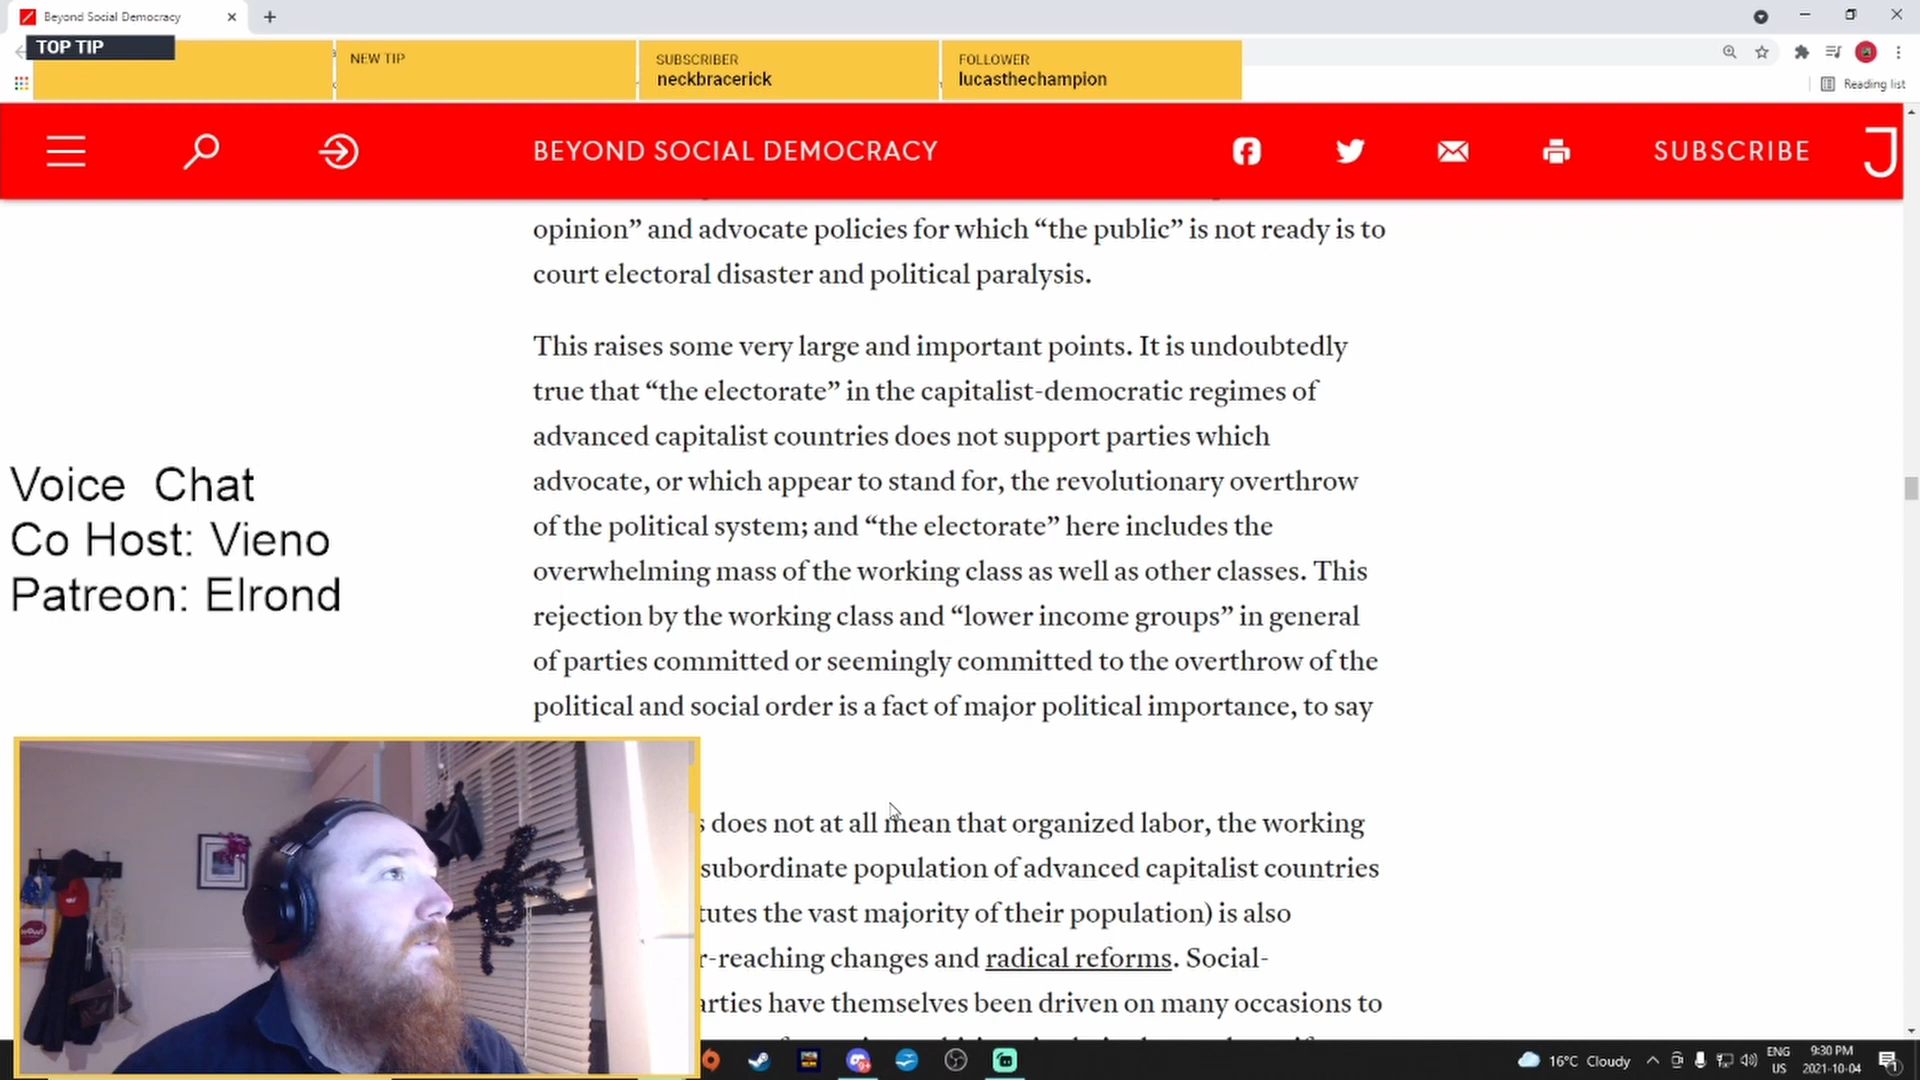 Beyond Social Democracy
TOP TIP
NEW TIP
SUBSCRIBER
neckbracerick
FOLLOWER
lucasthechampion
Reading list
BEYOND SOCIAL DEMOCRACY
SUBSCRIBE
J
opinion” and advocate policies for which “the public” is not ready is to
court electoral disaster and political paralysis.
This raises some very large and important points. It is undoubtedly
true that “the electorate” in the capitalist-democratic regimes of
advanced capitalist countries does not support parties which
advocate, or which appear to stand for, the revolutionary overthrow
of the political system; and “the electorate” here includes the
overwhelming mass of the working class as well as other classes. This
rejection by the working class and “lower income groups” in general
of parties committed or seemingly committed to the overthrow of the
political and social order is a fact of major political importance, to say
does not at all mean that organized labor, the working
subordinate population of advanced capitalist countries
tutes the vast majority of their population) is also
r-reaching changes and radical reforms. Social-
arties have themselves been driven on many occasions to
Voice Chat
Co Host: Vieno
Patreon: Elrond
16°C Cloudy
ENG
US
9:30 PM
2021-10-04